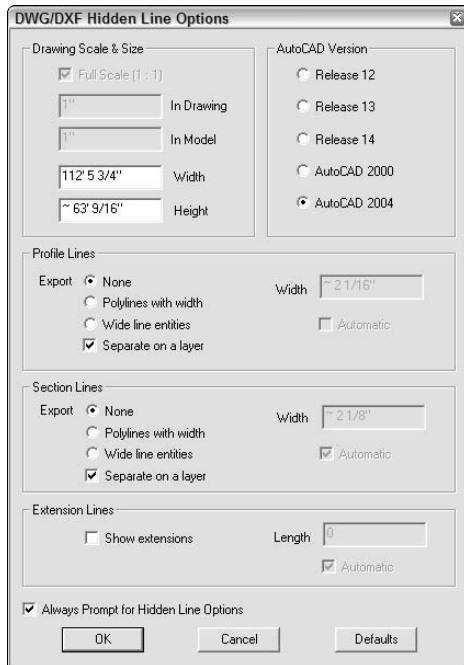 DWG/DXF Hidden Line Options
Drawing Scale & Size
Full Scale (1 : 1)
1" In Drawing
1" In Model
112' 5 3/4" Width
~ 63' 9/16" Height
AutoCAD Version
Release 12
Release 13
Release 14
AutoCAD 2000
AutoCAD 2004
Profile Lines
Export None
Polylines with width
Wide line entities
Separate on a layer
Width ~ 2 1/16"
Automatic
Section Lines
Export None
Polylines with width
Wide line entities
Separate on a layer
Width ~ 2 1/8"
Automatic
Extension Lines
Show extensions
Length 0
Automatic
Always Prompt for Hidden Line Options
OK Cancel Defaults